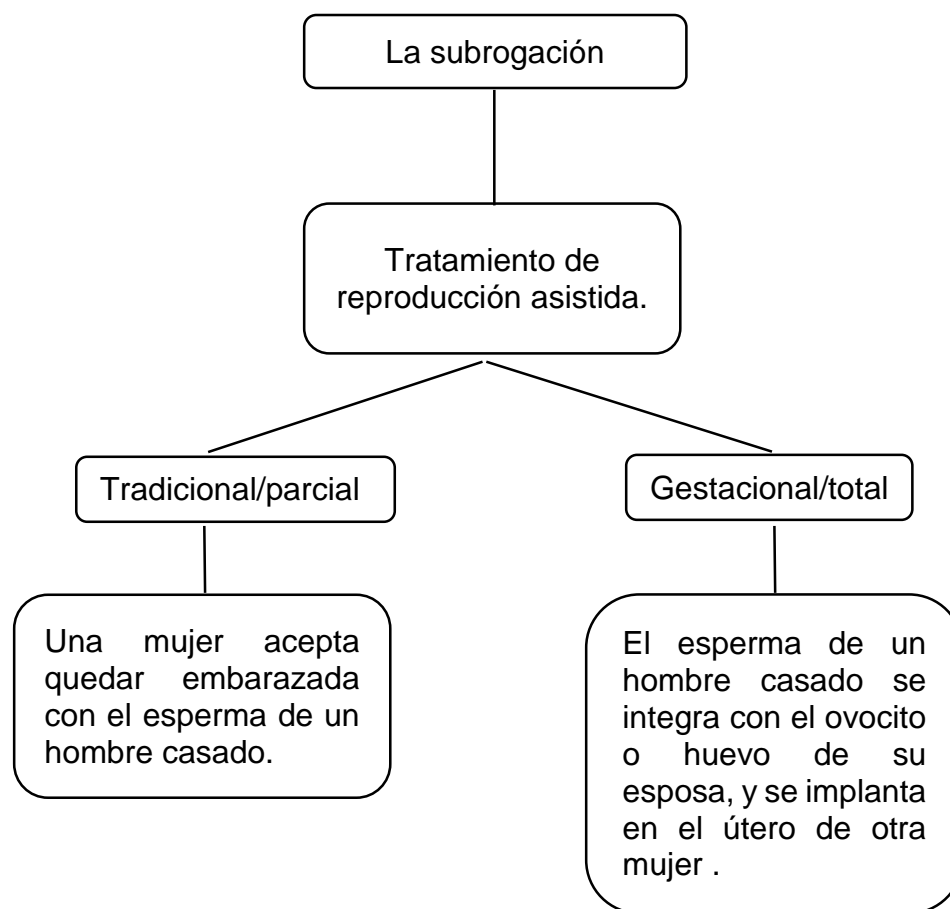 La subrogación
Tratamiento de
reproducción asistida.
Tradicional/parcial
Gestacional/total
Una mujer acepta
quedar embarazada
con el esperma de un
hombre casado.
El esperma de un
hombre casado se
integra con el ovocito
o huevo de su
esposa, y se implanta
en el útero de otra
mujer .